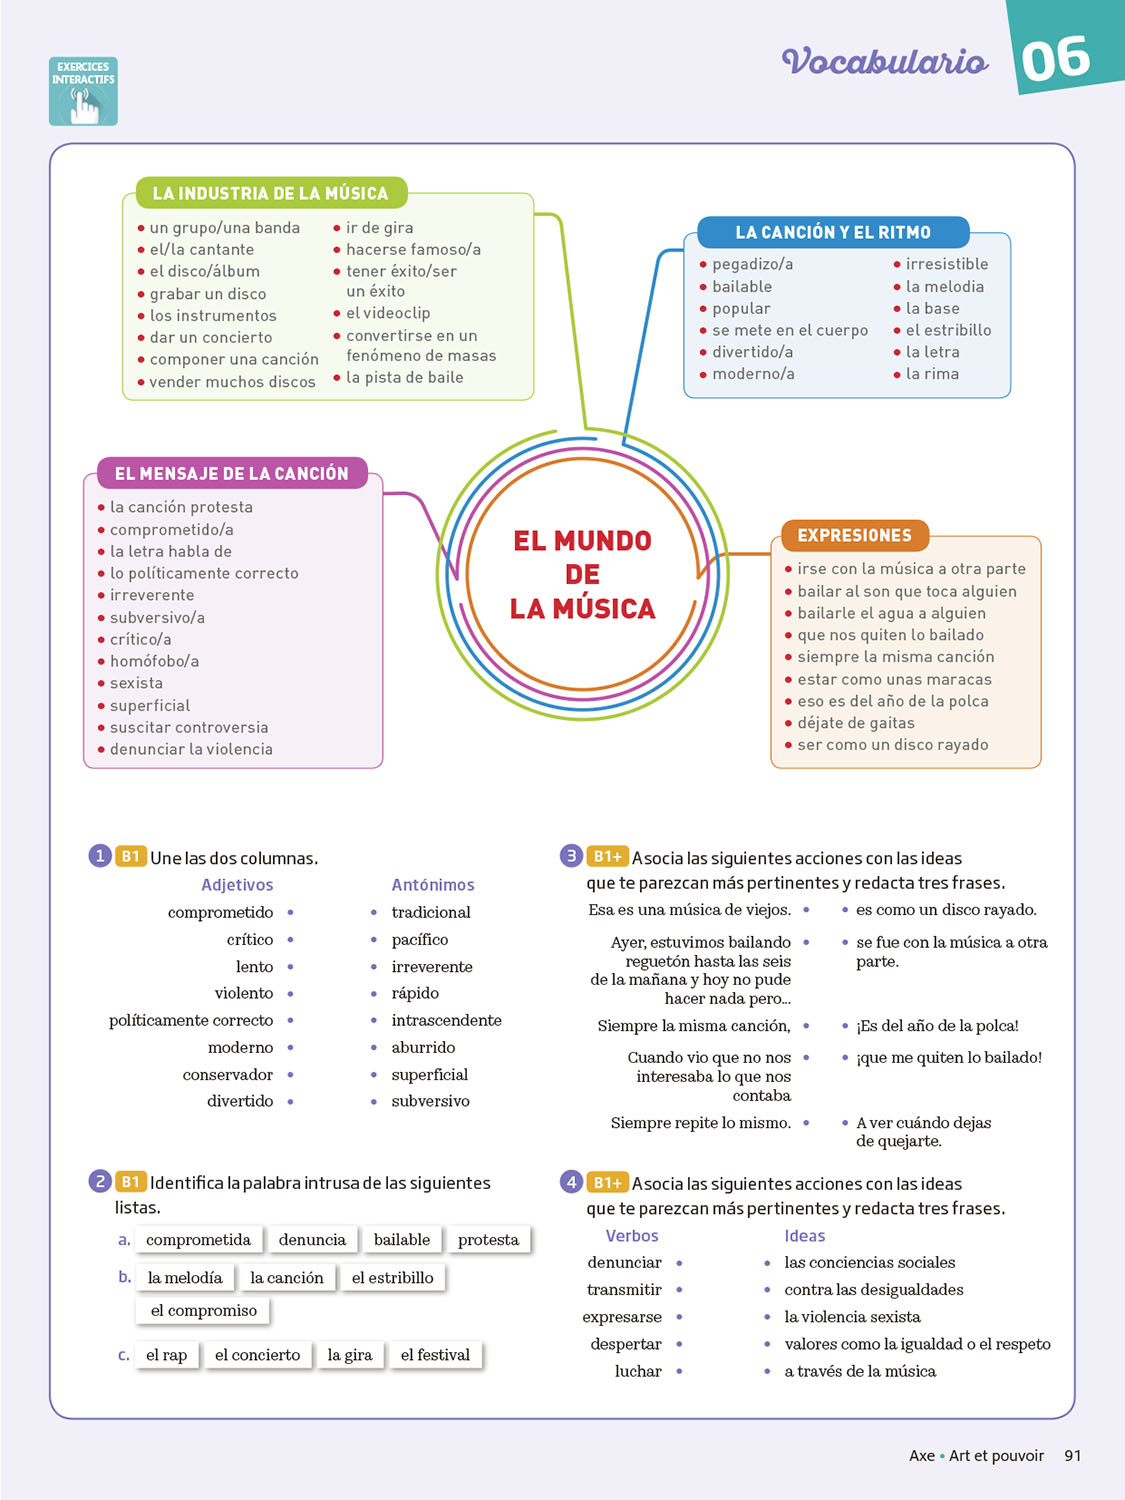 EXERCICES
INTERACTIFS
Vocabulario
06
LA INDUSTRIA DE LA MÚSICA
• un grupo/una banda
• el/la cantante
• el disco/álbum
• grabar un disco
• los instrumentos
• dar un concierto
• componer una canción
• vender muchos discos
• ir de gira
• hacerse famoso/a
• tener éxito/ser
un éxito
• el videoclip
• convertirse en un
fenómeno de masas
• la pista de baile
LA CANCIÓN Y EL RITMO
• pegadizo/a
• bailable
• popular
• se mete en el cuerpo
• divertido/a
• moderno/a
• irresistible
• la melodia
• la base
• el estribillo
• la letra
• la rima
EL MENSAJE DE LA CANCIÓN
• la canción protesta
• comprometido/a
• la letra habla de
• lo políticamente correcto
• irreverente
• subversivo/a
• crítico/a
• homófobo/a
• sexista
• superficial
• suscitar controversia
• denunciar la violencia
EL MUNDO
DE
LA MÚSICA
EXPRESIONES
• irse con la música a otra parte
• bailar al son que toca alguien
• bailarle el agua a alguien
• que nos quiten lo bailado
• siempre la misma canción
• estar como unas maracas
• eso es del año de la polca
• déjate de gaitas
• ser como un disco rayado
1 B1 Une las dos columnas.
Adjetivos Antónimos
comprometido • • tradicional
crítico • • pacífico
lento • • irreverente
violento • • rápido
políticamente correcto • • intrascendente
moderno • • aburrido
conservador • • superficial
divertido • • subversivo
2 B1 Identifica la palabra intrusa de las siguientes
listas.
a. comprometida denuncia bailable protesta
b. la melodía la canción el estribillo
el compromiso
c. el rap el concierto la gira el festival
3 B1+ Asocia las siguientes acciones con las ideas
que te parezcan más pertinentes y redacta tres frases.
Esa es una música de viejos. • • es como un disco rayado.
Ayer, estuvimos bailando • • se fue con la música a otra
reguetón hasta las seis parte.
de la mañana y hoy no pude
hacer nada pero...
Siempre la misma canción, • • ¡Es del año de la polca!
Cuando vio que no nos • • ¡que me quiten lo bailado!
interesaba lo que nos
contaba
Siempre repite lo mismo. • • A ver cuándo dejas
de quejarte.
4 B1+ Asocia las siguientes acciones con las ideas
que te parezcan más pertinentes y redacta tres frases.
Verbos Ideas
denunciar • • las conciencias sociales
transmitir • • contra las desigualdades
expresarse • • la violencia sexista
despertar • • valores como la igualdad o el respeto
luchar • • a través de la música
Axe • Art et pouvoir 91